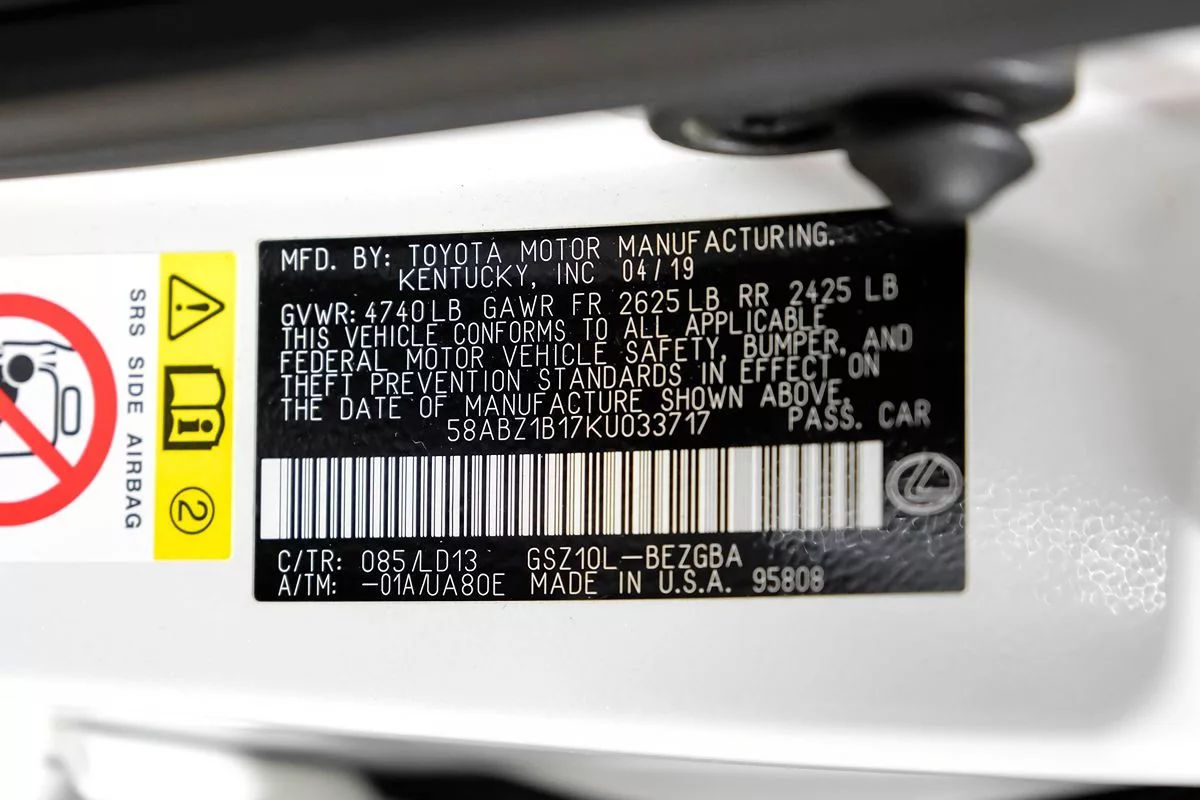 SRS SIDE AIRBAG
2
MFD. BY: TOYOTA MOTOR MANUFACTURING.
KENTUCKY, INC 04/19
GVWR: 4740LB GAWR FR 2625LB RR 2425 LB
THIS VEHICLE CONFORMS TO ALL APPLICABLE
FEDERAL MOTOR VEHICLE SAFETY, BUMPER, AND
THEFT PREVENTION STANDARDS IN EFFECT ON
THE DATE OF MANUFACTURE SHOWN ABOVE.
58ABZ1B17KU033717 PASS. CAR
C/TR: 085/LD13 GSZ10L-BEZGBA
A/TM: -01A/UA80E MADE IN U.S.A. 95808